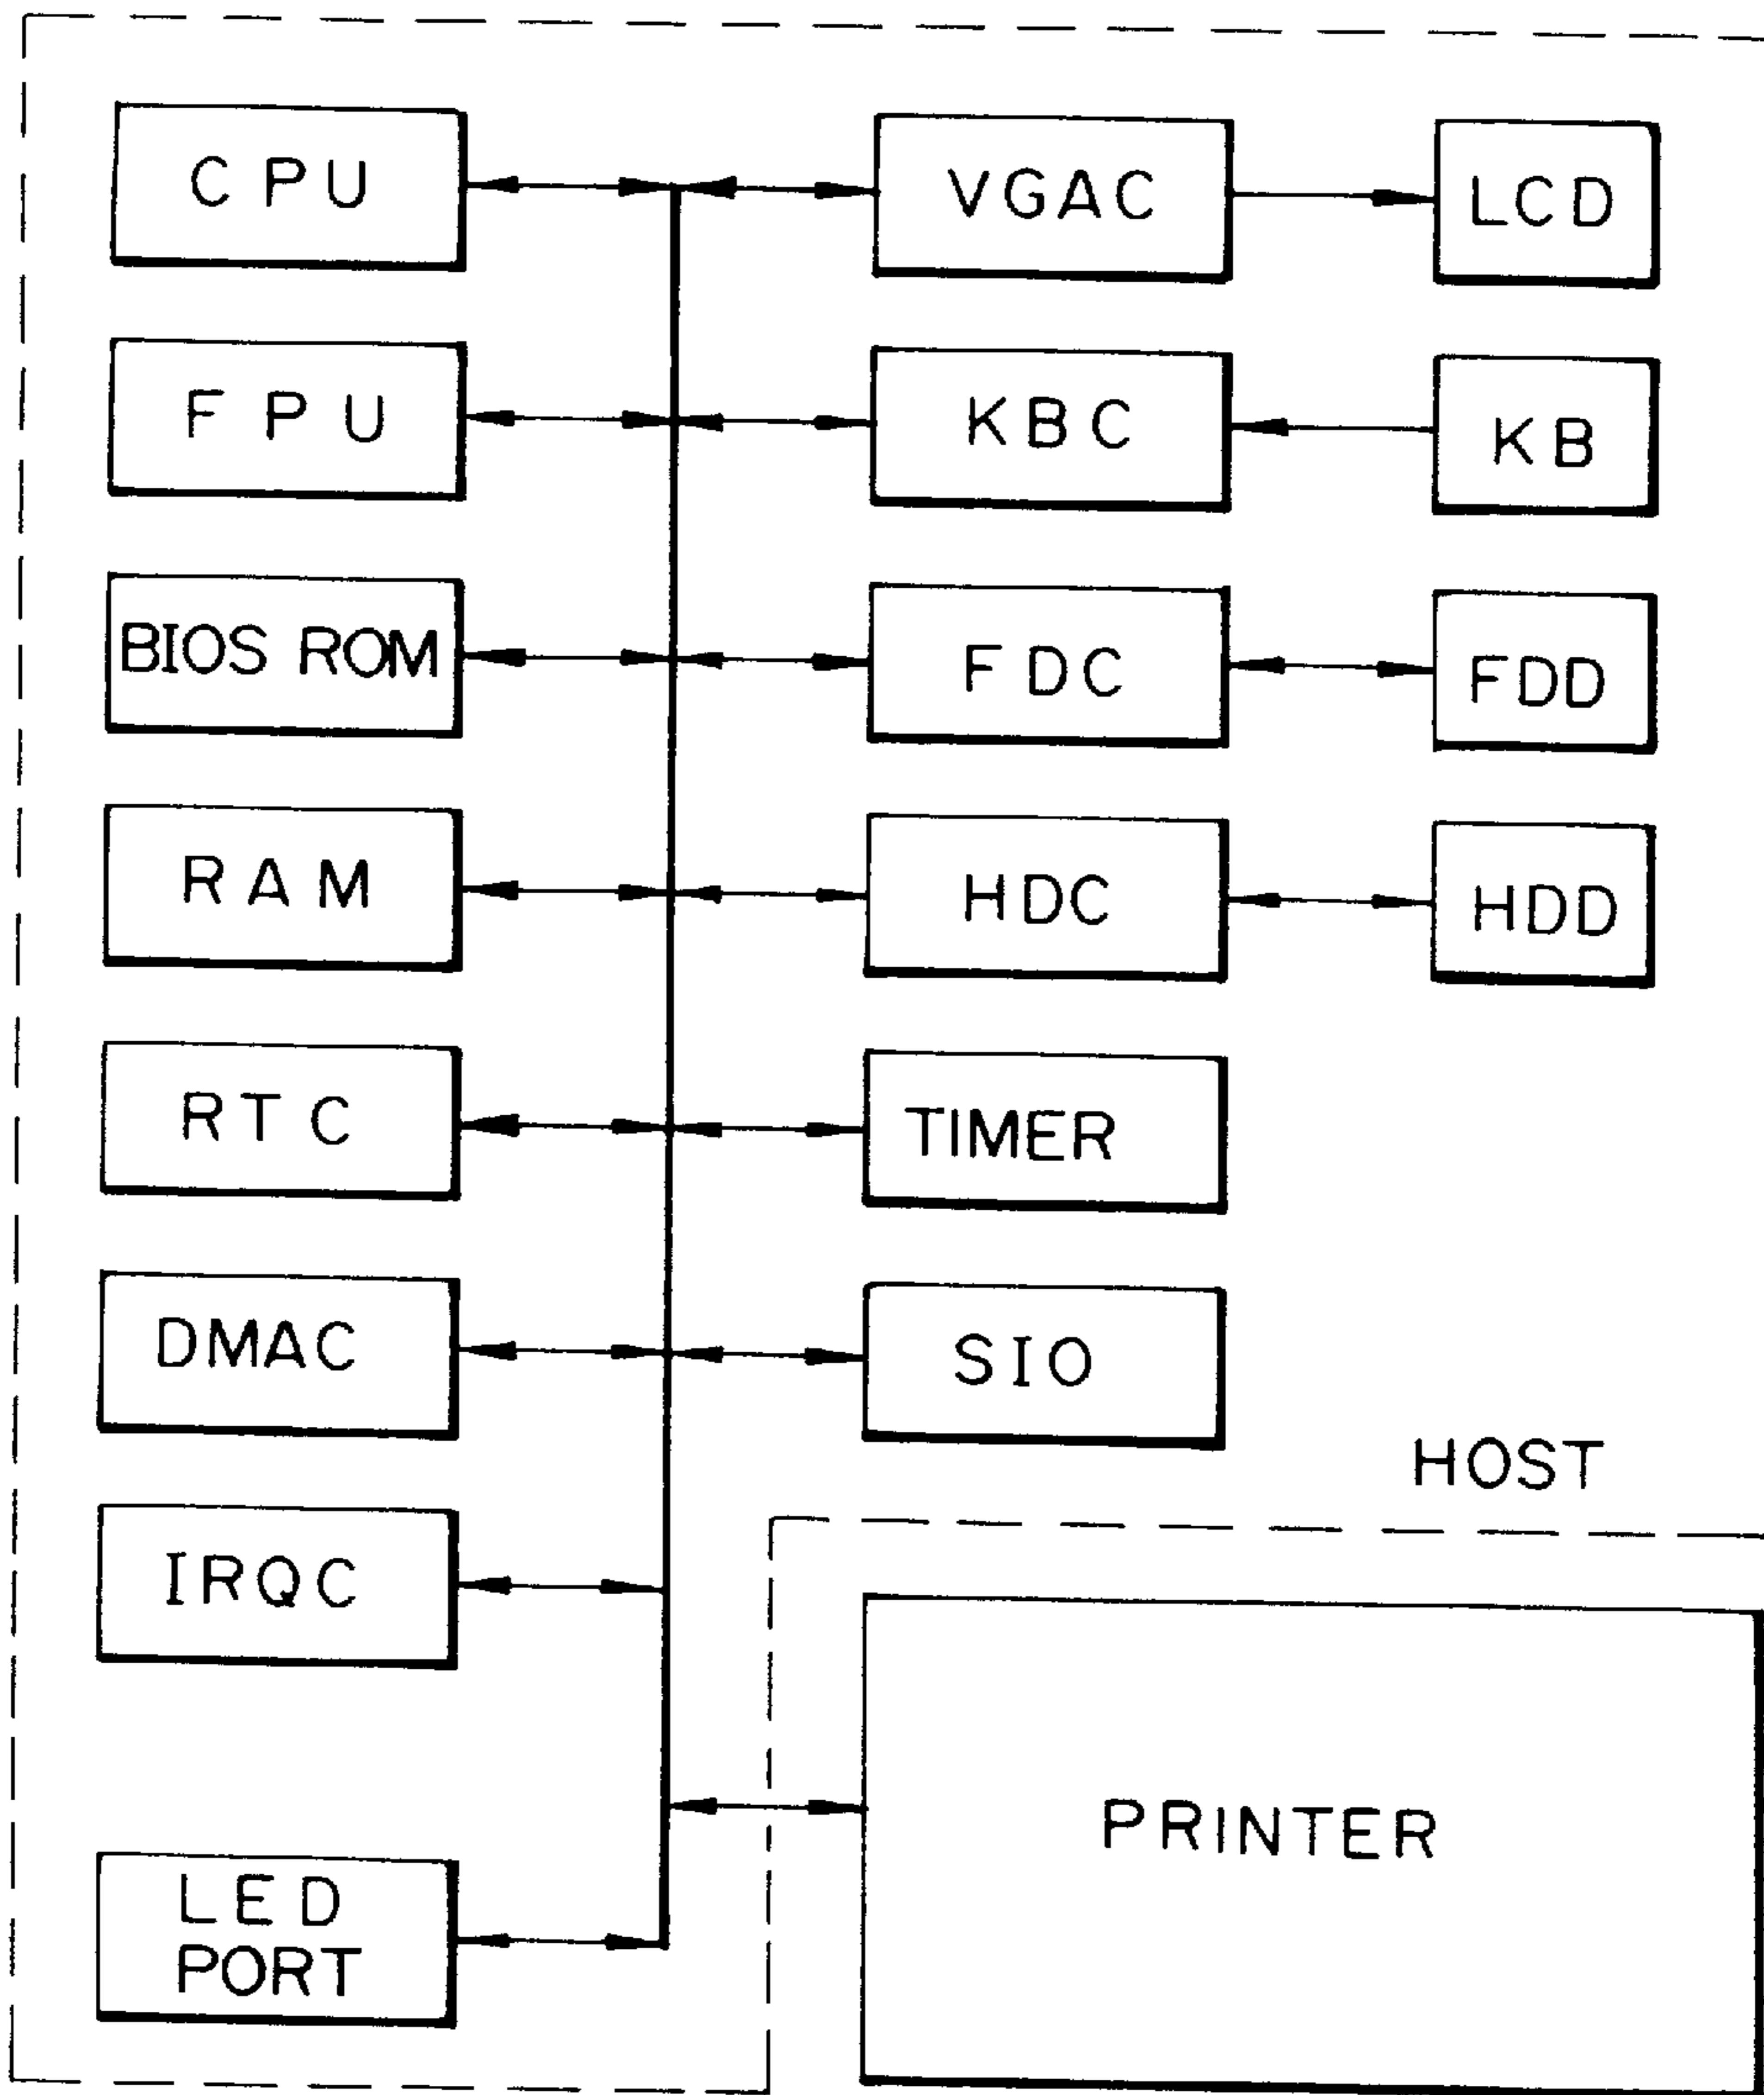 CPU
VGAC
LCD
FPU
KBC
KB
BIOS ROM
FDC
FDD
RAM
HDC
HDD
RTC
TIMER
DMAC
SIO
HOST
IRQC
LED
PORT
PRINTER